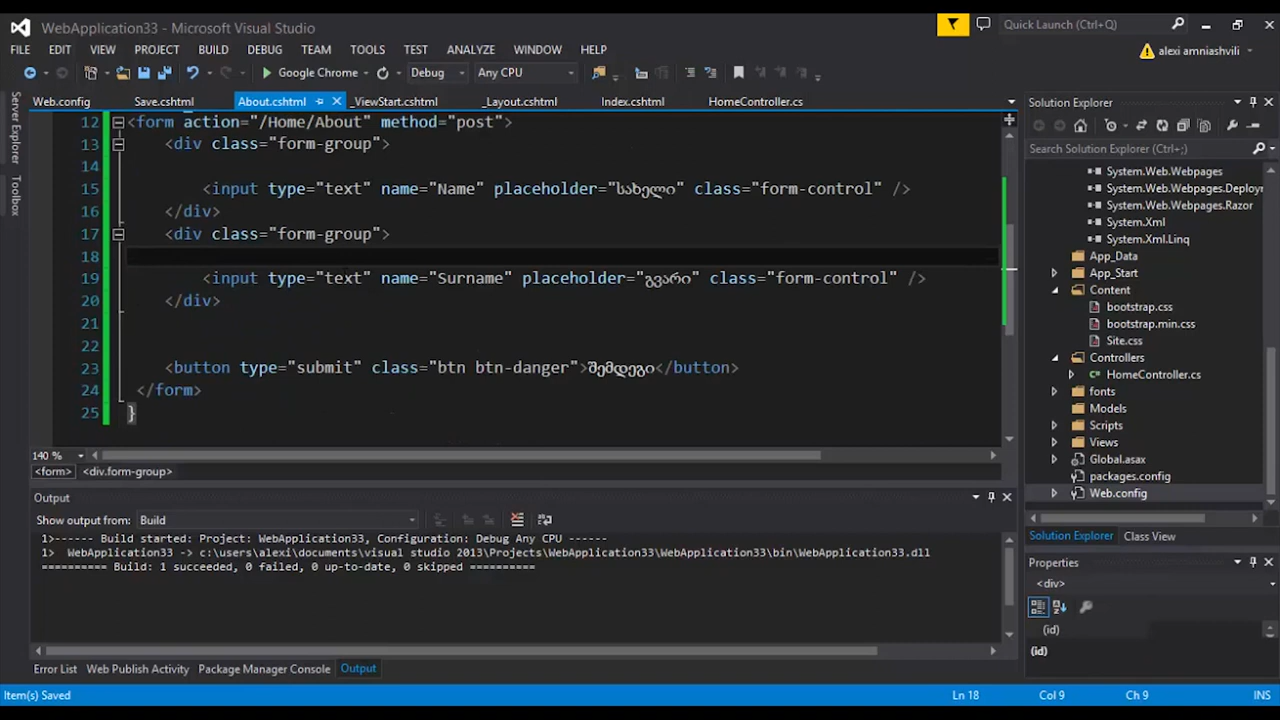 WebApplication33 - Microsoft Visual Studio
Quick Launch (Ctrl+Q)
FILE EDIT VIEW PROJECT BUILD DEBUG TEAM TOOLS TEST ANALYZE WINDOW HELP
alexi amniashvili
Google Chrome Debug Any CPU
Server Explorer
Toolbox
Web.config Save.cshtml About.cshtml _ViewStart.cshtml _Layout.cshtml Index.cshtml HomeController.cs
12 <form action="/Home/About" method="post">
13 <div class="form-group">
14
15 <input type="text" name="Name" placeholder="სახელი" class="form-control" />
16 </div>
17 <div class="form-group">
18
19 <input type="text" name="Surname" placeholder="გვარი" class="form-control" />
20 </div>
21
22
23 <button type="submit" class="btn btn-danger">შემდეგი</button>
24 </form>
25 }
140 %
<form> <div.form-group>
Output
Show output from: Build
1>------ Build started: Project: WebApplication33, Configuration: Debug Any CPU ------
1> WebApplication33 -> c:\users\alexi\documents\visual studio 2013\Projects\WebApplication33\WebApplication33\bin\WebApplication33.dll
========== Build: 1 succeeded, 0 failed, 0 up-to-date, 0 skipped ==========
Error List Web Publish Activity Package Manager Console Output
Solution Explorer
Search Solution Explorer (Ctrl+;)
System.Web.Webpages
System.Web.Webpages.Deploym
System.Web.Webpages.Razor
System.Xml
System.Xml.Linq
App_Data
App_Start
Content
bootstrap.css
bootstrap.min.css
Site.css
Controllers
HomeController.cs
fonts
Models
Scripts
Views
Global.asax
packages.config
Web.config
Solution Explorer Class View
Properties
<div>
(id)
(id)
Item(s) Saved Ln 18 Col 9 Ch 9 INS